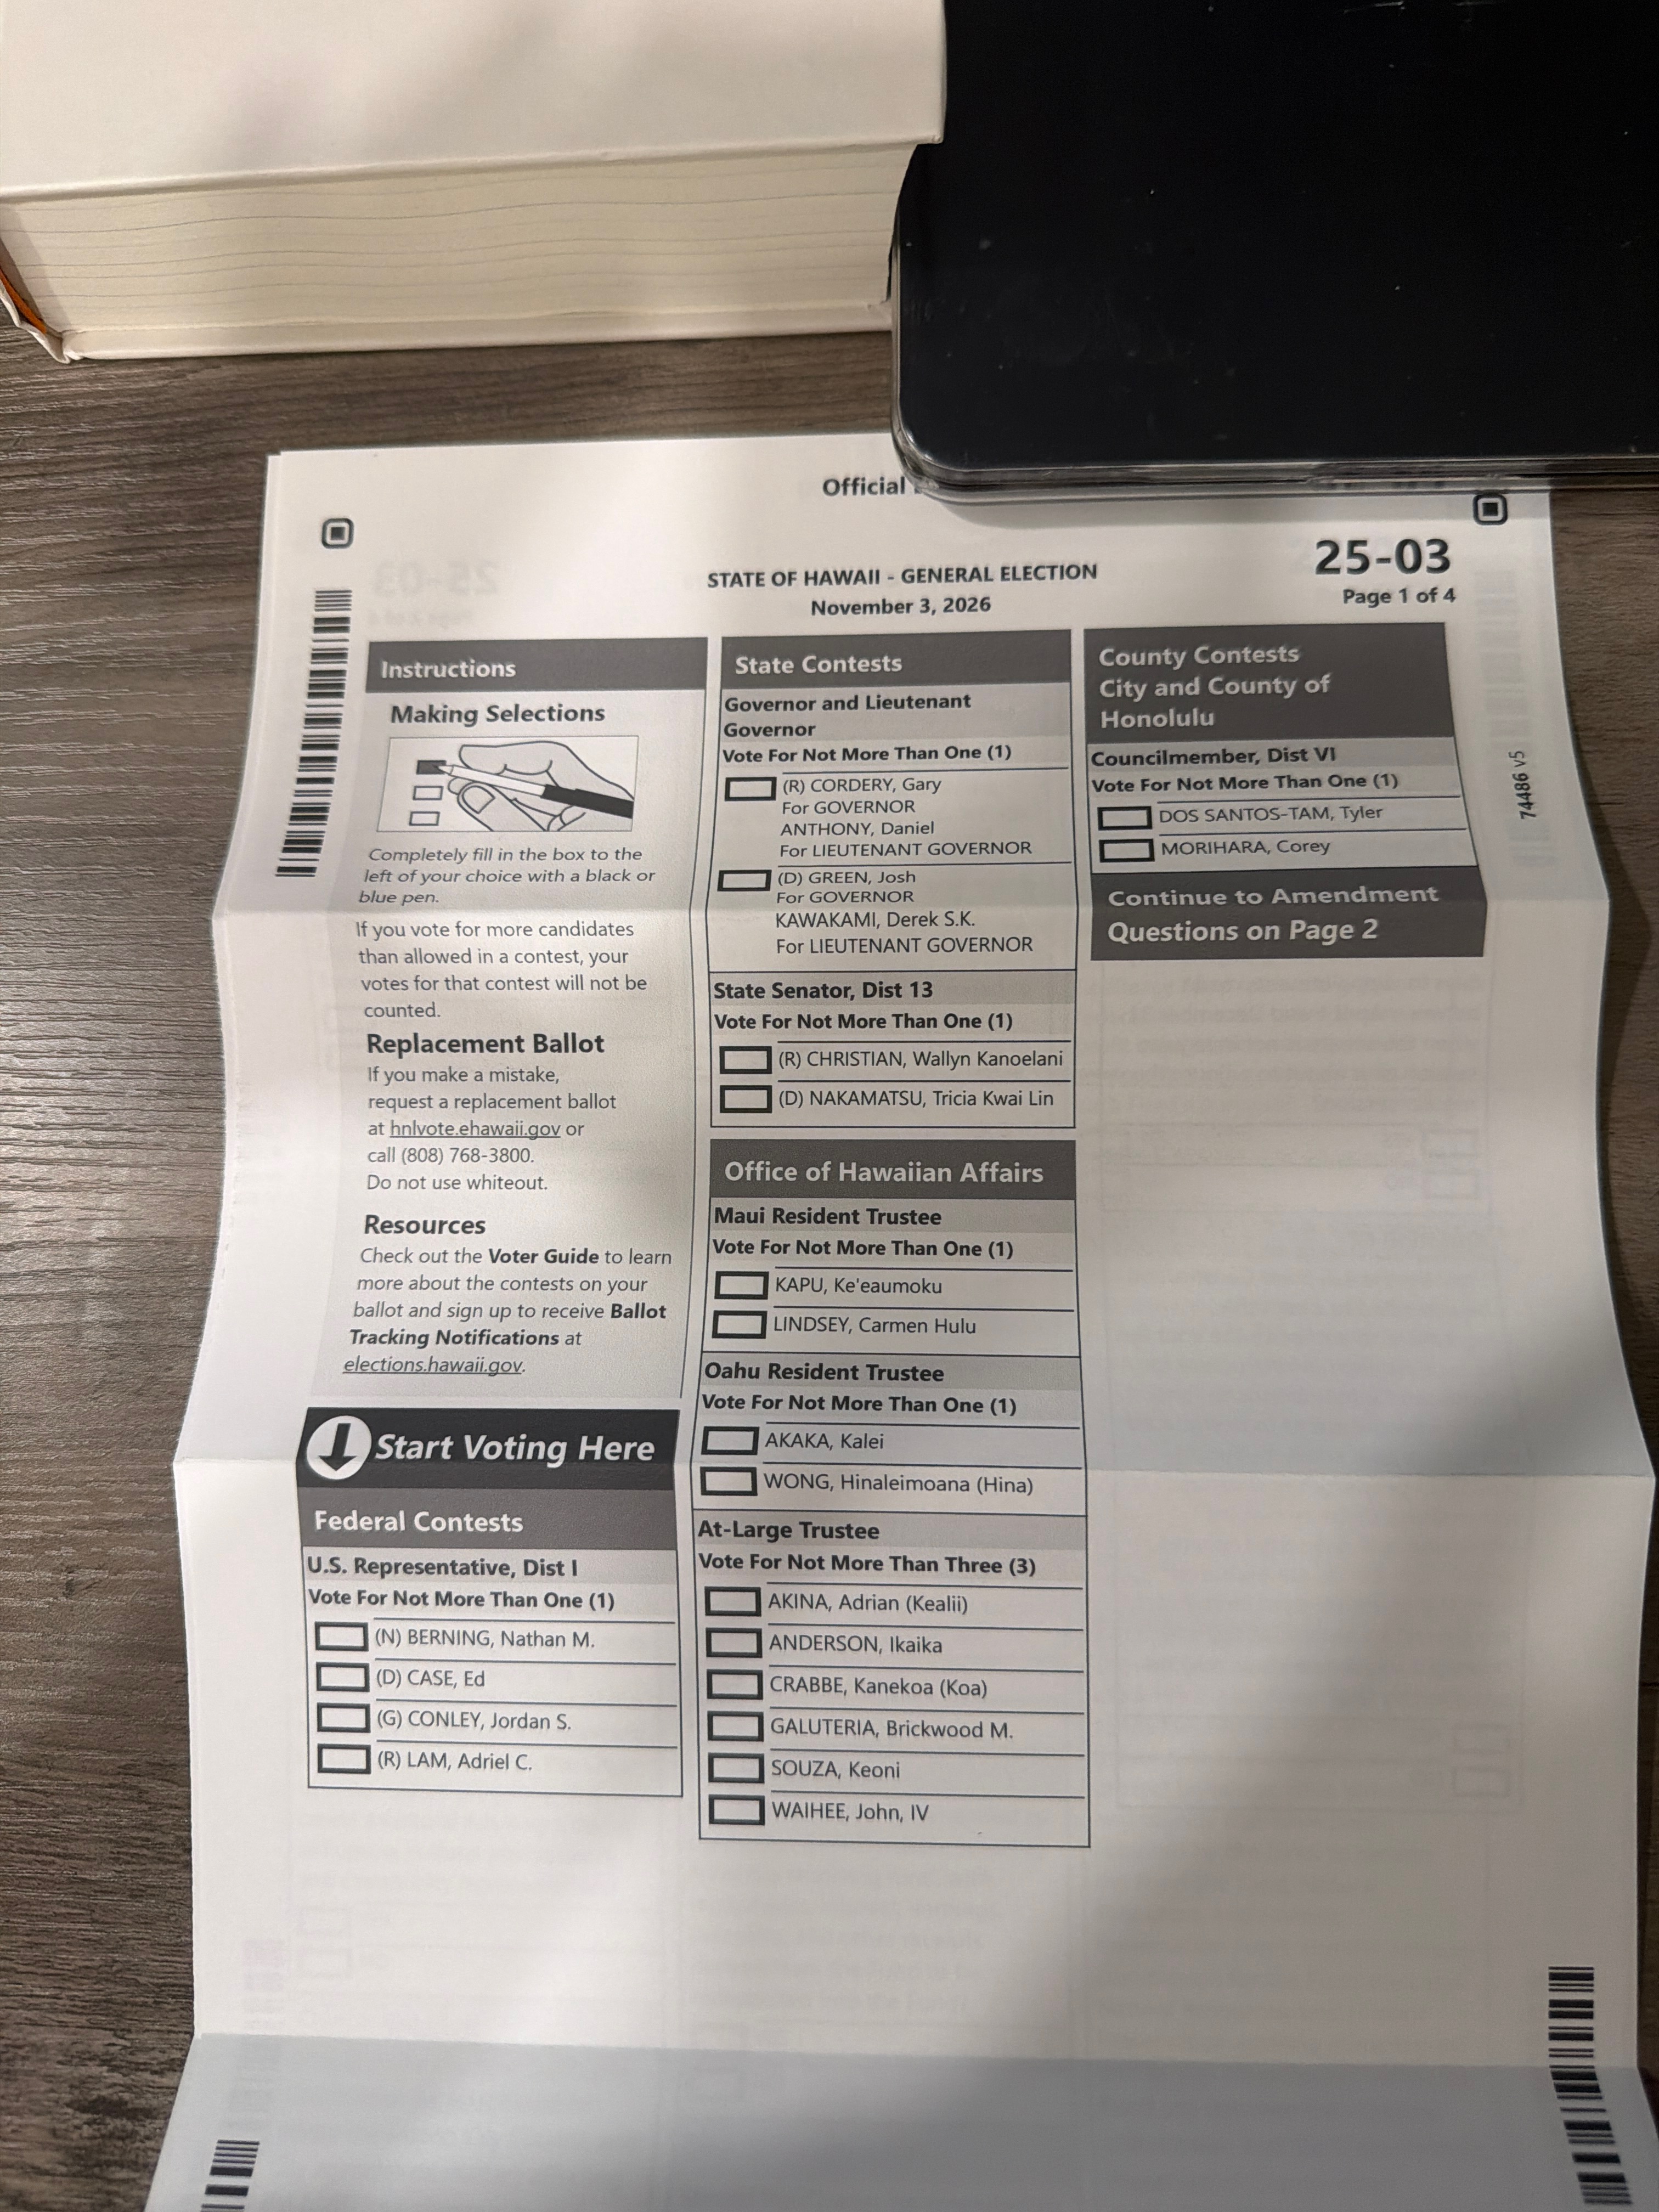 Official
STATE OF HAWAII - GENERAL ELECTION
November 3, 2026
25-03
Page 1 of 4
Instructions
Making Selections
Completely fill in the box to the
left of your choice with a black or
blue pen.
If you vote for more candidates
than allowed in a contest, your
votes for that contest will not be
counted.
Replacement Ballot
If you make a mistake,
request a replacement ballot
at hnlvote.ehawaii.gov or
call (808) 768-3800.
Do not use whiteout.
Resources
Check out the Voter Guide to learn
more about the contests on your
ballot and sign up to receive Ballot
Tracking Notifications at
elections.hawaii.gov.
Start Voting Here
Federal Contests
U.S. Representative, Dist I
Vote For Not More Than One (1)
(N) BERNING, Nathan M.
(D) CASE, Ed
(G) CONLEY, Jordan S.
(R) LAM, Adriel C.
State Contests
Governor and Lieutenant
Governor
Vote For Not More Than One (1)
(R) CORDERY, Gary
For GOVERNOR
ANTHONY, Daniel
For LIEUTENANT GOVERNOR
(D) GREEN, Josh
For GOVERNOR
KAWAKAMI, Derek S.K.
For LIEUTENANT GOVERNOR
State Senator, Dist 13
Vote For Not More Than One (1)
(R) CHRISTIAN, Wallyn Kanoelani
(D) NAKAMATSU, Tricia Kwai Lin
Office of Hawaiian Affairs
Maui Resident Trustee
Vote For Not More Than One (1)
KAPU, Ke'eaumoku
LINDSEY, Carmen Hulu
Oahu Resident Trustee
Vote For Not More Than One (1)
AKAKA, Kalei
WONG, Hinaleimoana (Hina)
At-Large Trustee
Vote For Not More Than Three (3)
AKINA, Adrian (Kealii)
ANDERSON, Ikaika
CRABBE, Kanekoa (Koa)
GALUTERIA, Brickwood M.
SOUZA, Keoni
WAIHEE, John, IV
County Contests
City and County of
Honolulu
Councilmember, Dist VI
Vote For Not More Than One (1)
DOS SANTOS-TAM, Tyler
MORIHARA, Corey
Continue to Amendment
Questions on Page 2
74486 v5